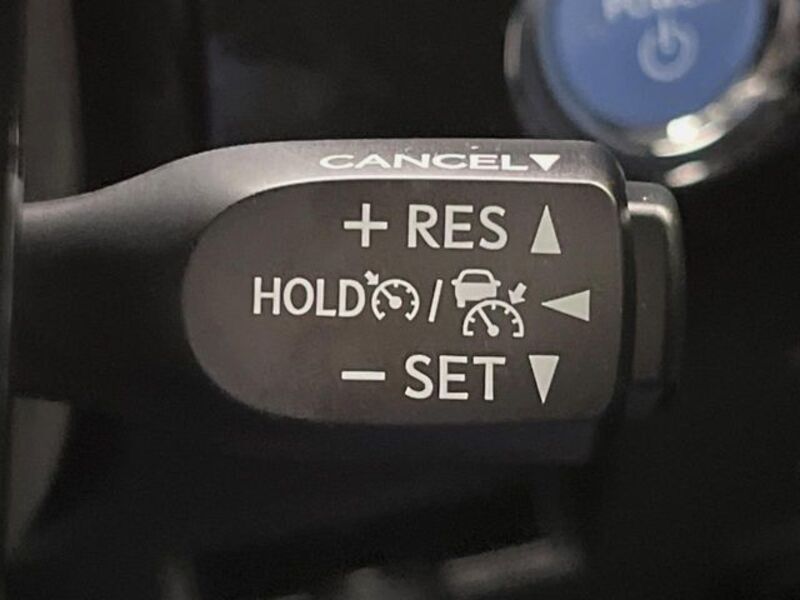 CANCEL▼
+ RES ▲
HOLD / ◀
− SET ▼